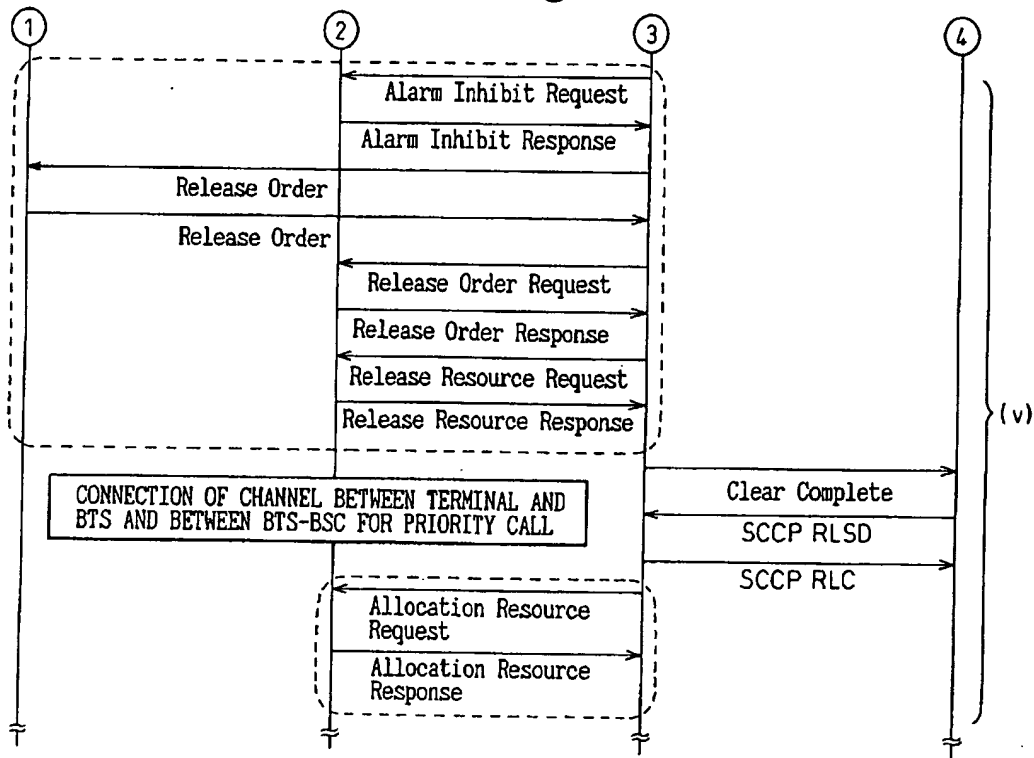 1
2
3
4
Alarm Inhibit Request
Alarm Inhibit Response
Release Order
Release Order
Release Order Request
Release Order Response
Release Resource Request
Release Resource Response
(v)
CONNECTION OF CHANNEL BETWEEN TERMINAL AND
BTS AND BETWEEN BTS-BSC FOR PRIORITY CALL
Clear Complete
SCCP RLSD
SCCP RLC
Allocation Resource
Request
Allocation Resource
Response